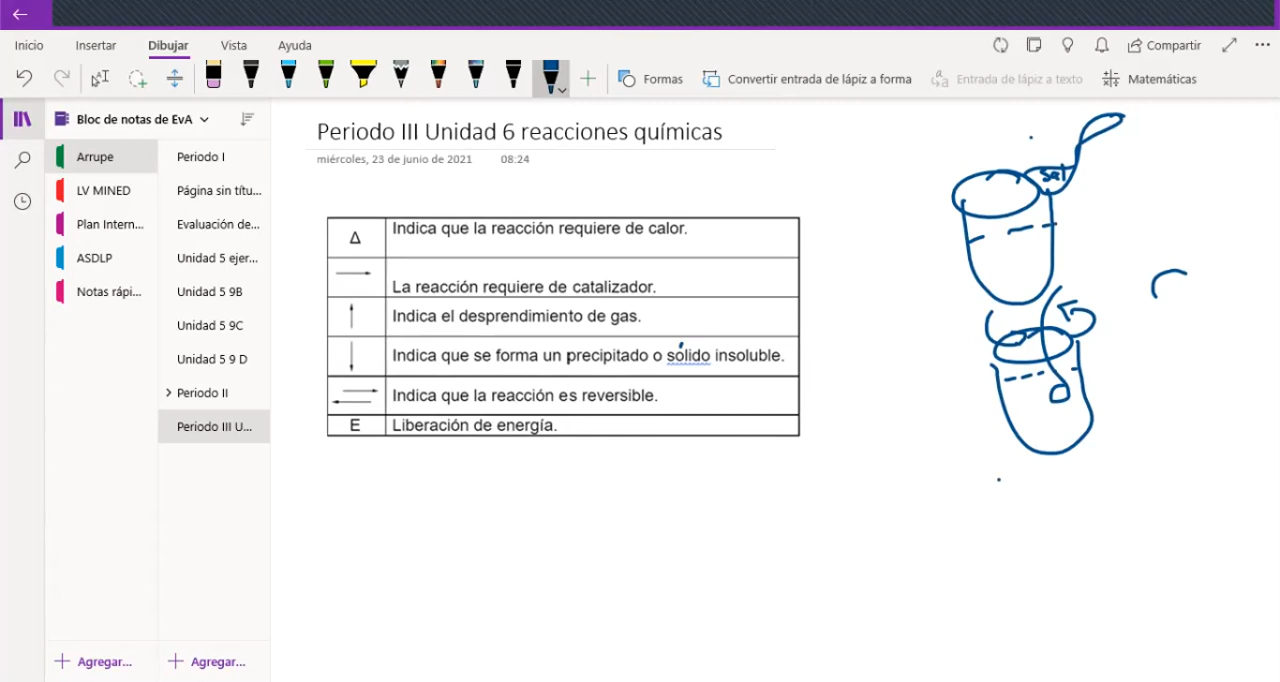 Inicio Insertar Dibujar Vista Ayuda
Compartir
Formas Convertir entrada de lápiz a forma Entrada de lápiz a texto Matemáticas
Bloc de notas de EvA
Arrupe
LV MINED
Plan Intern...
ASDLP
Notas rápi...
Agregar...
Periodo I
Página sin títu...
Evaluación de...
Unidad 5 ejer...
Unidad 5 9B
Unidad 5 9C
Unidad 5 9 D
Periodo II
Periodo III U...
Agregar...
Periodo III Unidad 6 reacciones químicas
miércoles, 23 de junio de 2021 08:24
Δ Indica que la reacción requiere de calor.
→ La reacción requiere de catalizador.
↑ Indica el desprendimiento de gas.
↓ Indica que se forma un precipitado o sólido insoluble.
⇄ Indica que la reacción es reversible.
E Liberación de energía.
sal